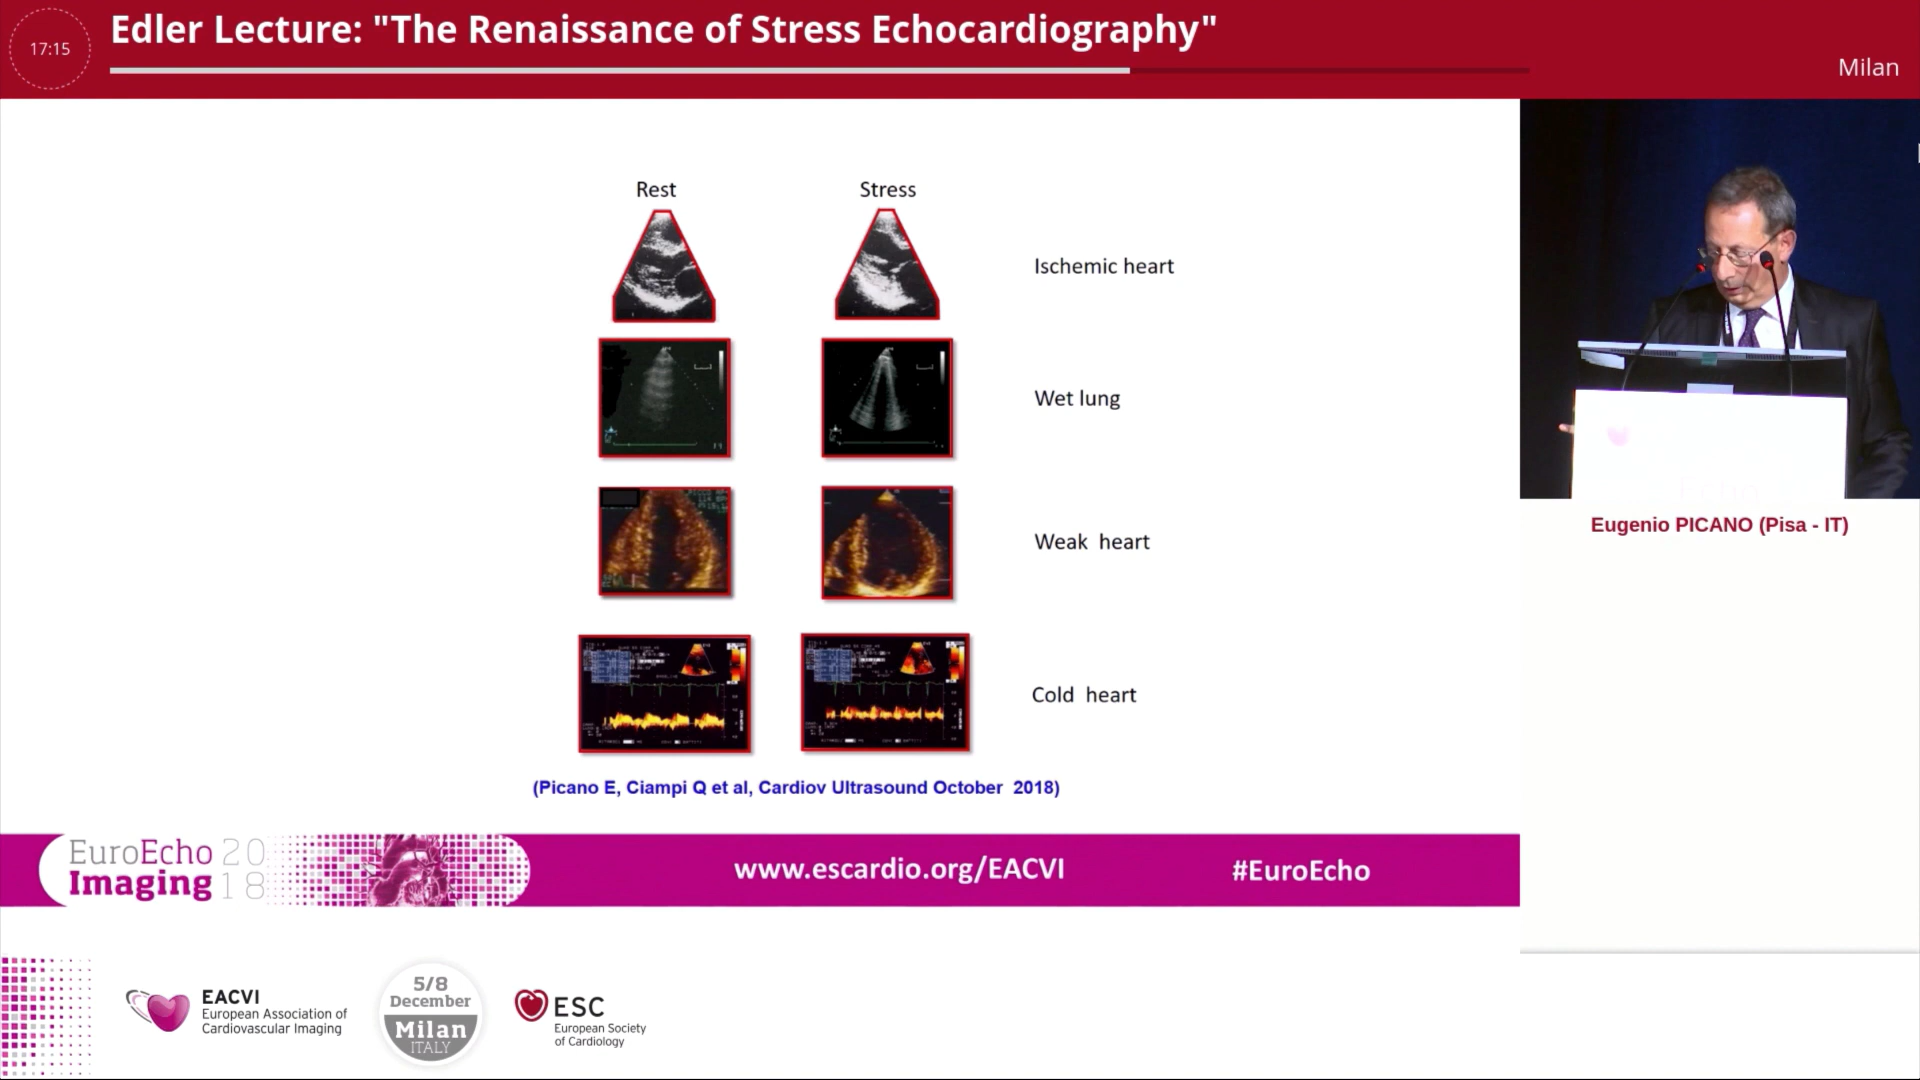 17:15
Edler Lecture: "The Renaissance of Stress Echocardiography"
Milan
Rest
Stress
Ischemic heart
Wet lung
Weak heart
Cold heart
(Picano E, Ciampi Q et al, Cardiov Ultrasound October 2018)
Eugenio PICANO (Pisa - IT)
EuroEcho 20
Imaging 18
www.escardio.org/EACVI
#EuroEcho
EACVI
European Association of
Cardiovascular Imaging
5/8
December
Milan
ITALY
ESC
European Society
of Cardiology